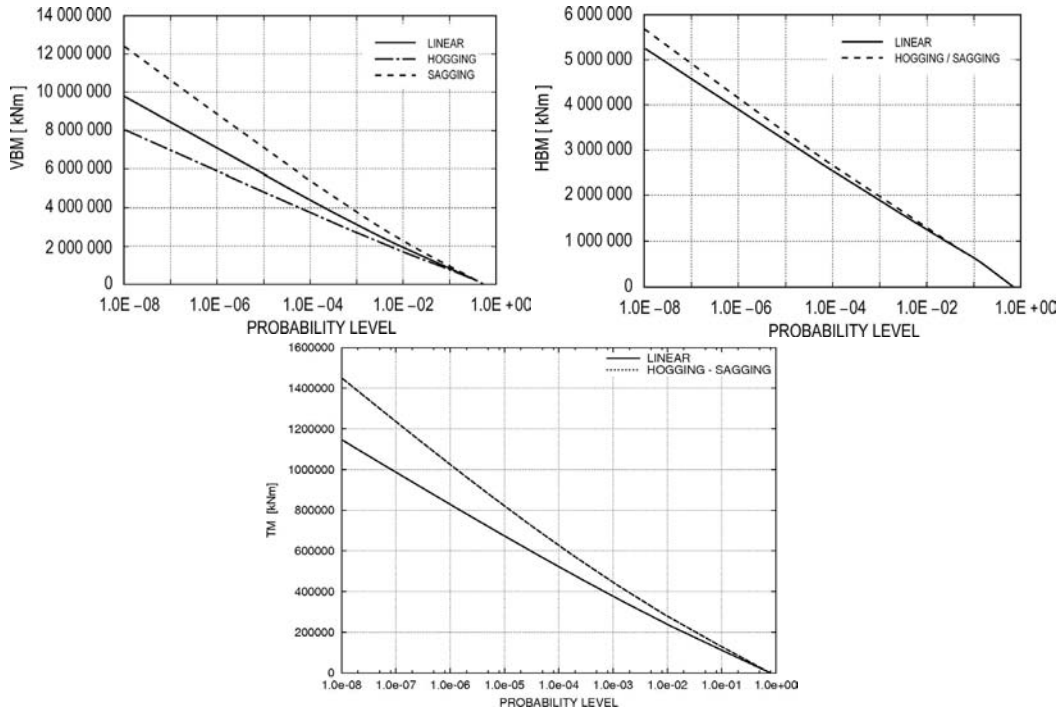 VBM [ kNm]
14 000 000
12 000 000
10 000 000
8 000 000
6 000 000
4 000 000
2 000 000
0
LINEAR
HOGGING
SAGGING
1.0E –08
1.0E –06
1.0E –04
1.0E –02
1.0E +00
PROBABILITY LEVEL
HBM [ kNm]
6 000 000
5 000 000
4 000 000
3 000 000
2 000 000
1 000 000
0
LINEAR
HOGGING / SAGGING
1.0E –08
1.0E –06
1.0E –04
1.0E –02
1.0E +00
PROBABILITY LEVEL
TM [kNm]
1600000
1400000
1200000
1000000
800000
600000
400000
200000
0
LINEAR
HOGGING - SAGGING
1.0e-08
1.0e-07
1.0e-06
1.0e-05
1.0e-04
1.0e-03
1.0e-02
1.0e-01
1.0e+00
PROBABILITY LEVEL